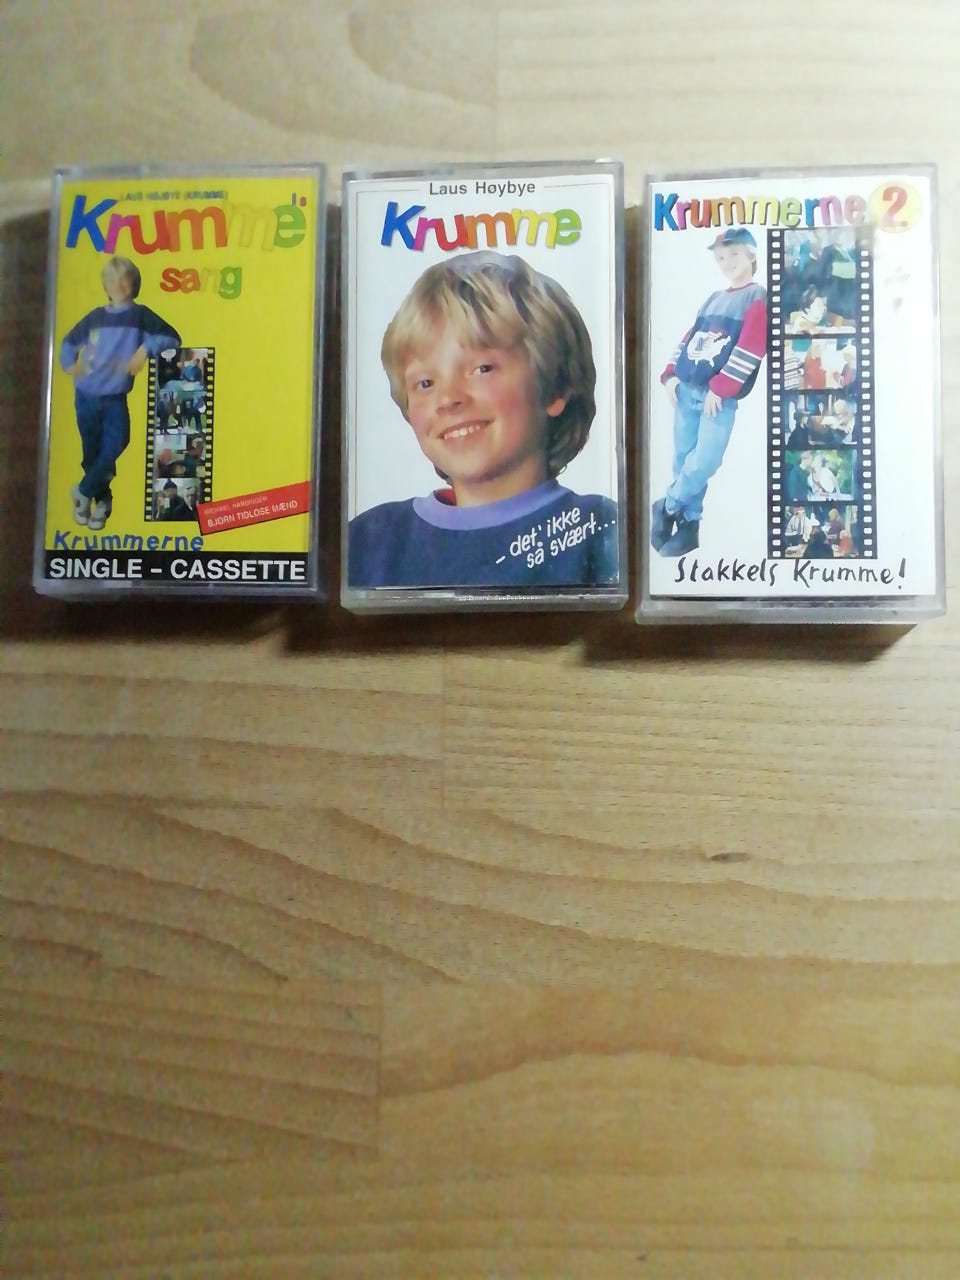 LAUS HØJBYE (KRUMME)
Krumme's
sang
MICHAEL HARDINGER
BJØRN TIDLØSE MÆND
Krummerne
SINGLE - CASSETTE
Laus Høybye
Krumme
- det' ikke
så svært...
Krummerne 2
Stakkels Krumme!